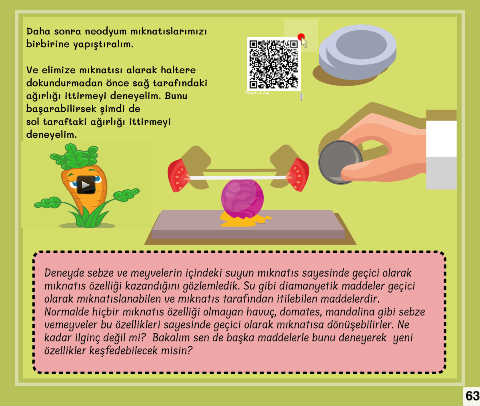 Daha sonra neodyum mıknatıslarımızı
birbirine yapıştıralım.
Ve elimize mıknatısı alarak haltere
dokundurmadan önce sağ tarafındaki
ağırlığı ittirmeyi deneyelim. Bunu
başarabilirsek şimdi de
sol taraftaki ağırlığı ittirmeyi
deneyelim.
Deneyde sebze ve meyvelerin içindeki suyun mıknatıs sayesinde geçici olarak
mıknatıs özelliği kazandığını gözlemledik. Su gibi diamanyetik maddeler geçici
olarak mıknatıslanabilen ve mıknatıs tarafından itilebilen maddelerdir.
Normalde hiçbir mıknatıs özelliği olmayan havuç, domates, mandalina gibi sebze
vemeyveler bu özellikleri sayesinde geçici olarak mıknatısa dönüşebilirler. Ne
kadar ilginç değil mi? Bakalım sen de başka maddelerle bunu deneyerek yeni
özellikler keşfedebilecek misin?
63